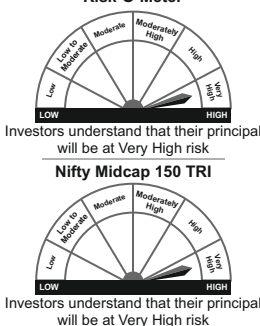 Low
Low to
Moderate
Moderate
Moderately
High
High
Very
High
LOW HIGH
Investors understand that their principal
will be at Very High risk
Nifty Midcap 150 TRI
Low
Low to
Moderate
Moderate
Moderately
High
High
Very
High
LOW HIGH
Investors understand that their principal
will be at Very High risk